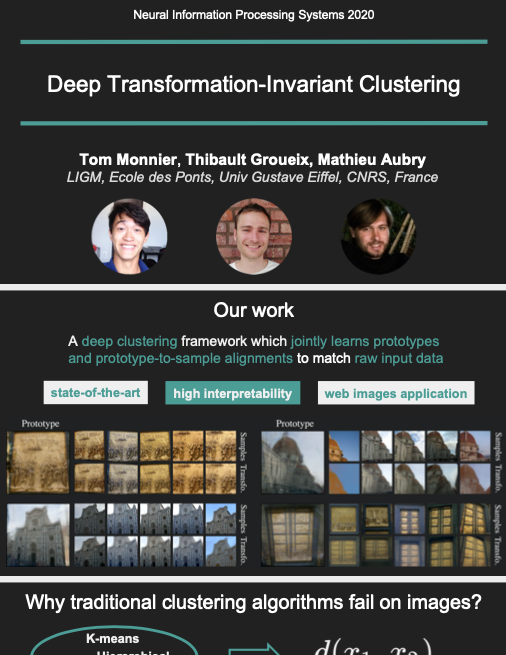 Neural Information Processing Systems 2020
Deep Transformation-Invariant Clustering
Tom Monnier, Thibault Groueix, Mathieu Aubry
LIGM, Ecole des Ponts, Univ Gustave Eiffel, CNRS, France
Our work
A deep clustering framework which jointly learns prototypes
and prototype-to-sample alignments to match raw input data
state-of-the-art
high interpretability
web images application
Prototype
Samples
Transfo.
Samples
Transfo.
Prototype
Samples
Transfo.
Samples
Transfo.
Why traditional clustering algorithms fail on images?
K-means
Hierarchical
d(x₁, x₂)